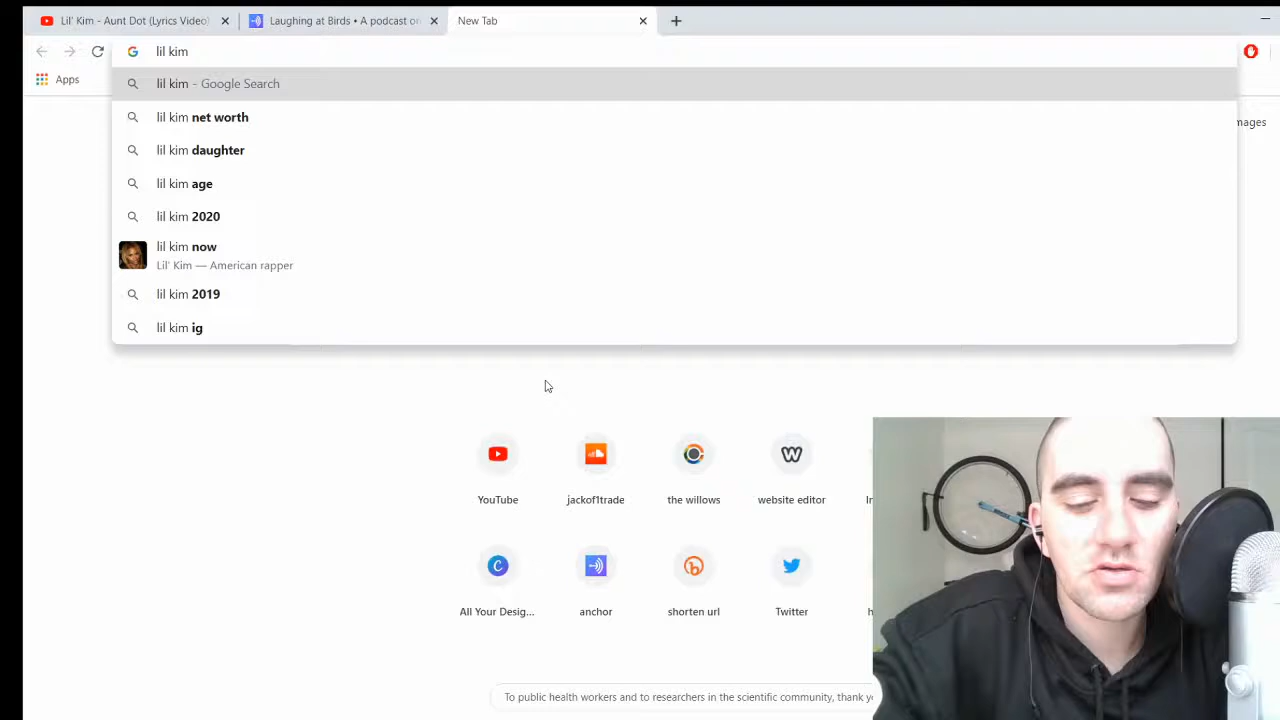 Lil' Kim - Aunt Dot (Lyrics Video)
Laughing at Birds • A podcast on
New Tab
lil kim
Apps
lil kim - Google Search
lil kim net worth
lil kim daughter
lil kim age
lil kim 2020
lil kim now
Lil' Kim — American rapper
lil kim 2019
lil kim ig
YouTube
jackof1trade
the willows
website editor
All Your Desig...
anchor
shorten url
Twitter
To public health workers and to researchers in the scientific community, thank